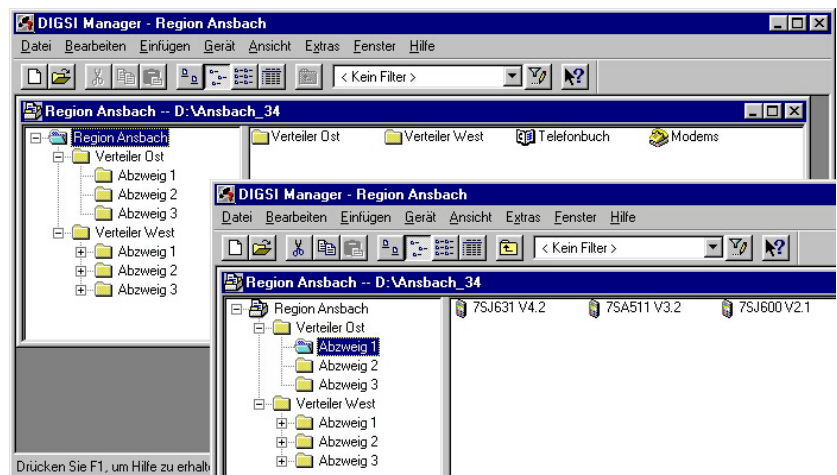 DIGSI Manager - Region Ansbach
Datei Bearbeiten Einfügen Gerät Ansicht Extras Fenster Hilfe
< Kein Filter >
Region Ansbach -- D:\Ansbach_34
Region Ansbach
Verteiler Ost
Abzweig 1
Abzweig 2
Abzweig 3
Verteiler West
Abzweig 1
Abzweig 2
Abzweig 3
Verteiler Ost Verteiler West Telefonbuch Modems
Drücken Sie F1, um Hilfe zu erhalt
DIGSI Manager - Region Ansbach
Datei Bearbeiten Einfügen Gerät Ansicht Extras Fenster Hilfe
< Kein Filter >
Region Ansbach -- D:\Ansbach_34
Region Ansbach
Verteiler Ost
Abzweig 1
Abzweig 2
Abzweig 3
Verteiler West
Abzweig 1
Abzweig 2
Abzweig 3
7SJ631 V4.2 7SA511 V3.2 7SJ600 V2.1